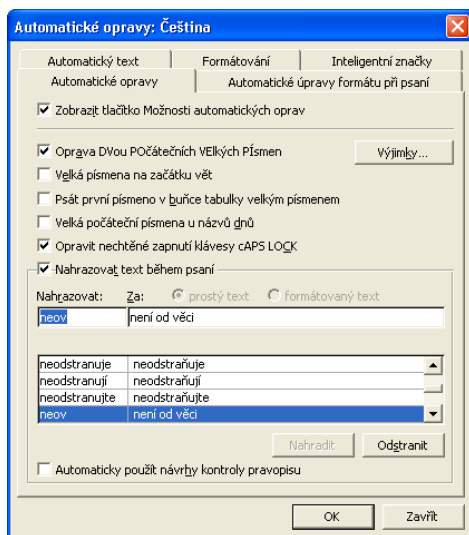 Automatické opravy: Čeština
Automatický text Formátování Inteligentní značky
Automatické opravy Automatické úpravy formátu při psaní
Zobrazit tlačítko Možnosti automatických oprav
Oprava DVou POčátečních VElkých PÍsmen Výjimky...
Velká písmena na začátku vět
Psát první písmeno v buňce tabulky velkým písmenem
Velká počáteční písmena u názvů dnů
Opravit nechtěné zapnutí klávesy cAPS LOCK
Nahrazovat text během psaní
Nahrazovat: Za: prostý text formátovaný text
neov není od věci
neodstranuje neodstraňuje
neodstranují neodstraňují
neodstranujte neodstraňujte
neov není od věci
Nahradit Odstranit
Automaticky použít návrhy kontroly pravopisu
OK Zavřít